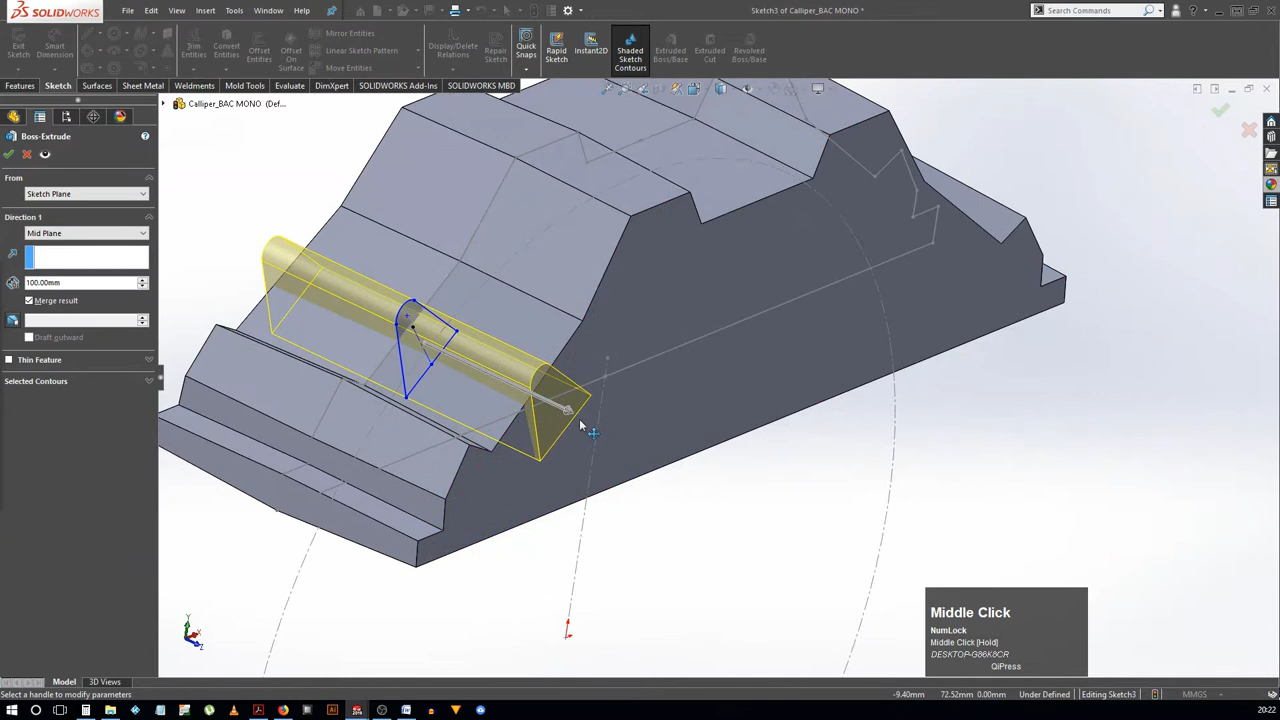 SOLIDWORKS
File Edit View Insert Tools Window Help
Sketch3 of Calliper_BAC MONO *
Search Commands
Exit Sketch
Smart Dimension
Trim Entities
Convert Entities
Offset Entities
Offset On Surface
Mirror Entities
Linear Sketch Pattern
Move Entities
Display/Delete Relations
Repair Sketch
Quick Snaps
Rapid Sketch
Instant2D
Shaded Sketch Contours
Extruded Boss/Base
Extruded Cut
Revolved Boss/Base
Features Sketch Surfaces Sheet Metal Weldments Mold Tools Evaluate DimXpert SOLIDWORKS Add-Ins SOLIDWORKS MBD
Calliper_BAC MONO (Def...
Boss-Extrude
From
Sketch Plane
Direction 1
Mid Plane
100.00mm
Merge result
Draft outward
Thin Feature
Selected Contours
Y
X
Z
Middle Click
NumLock
Middle Click [Hold]
DESKTOP-G86K8CR
QiPress
Model 3D Views
Select a handle to modify parameters
-9.40mm 72.52mm 0.00mm Under Defined Editing Sketch3 MMGS
20:22